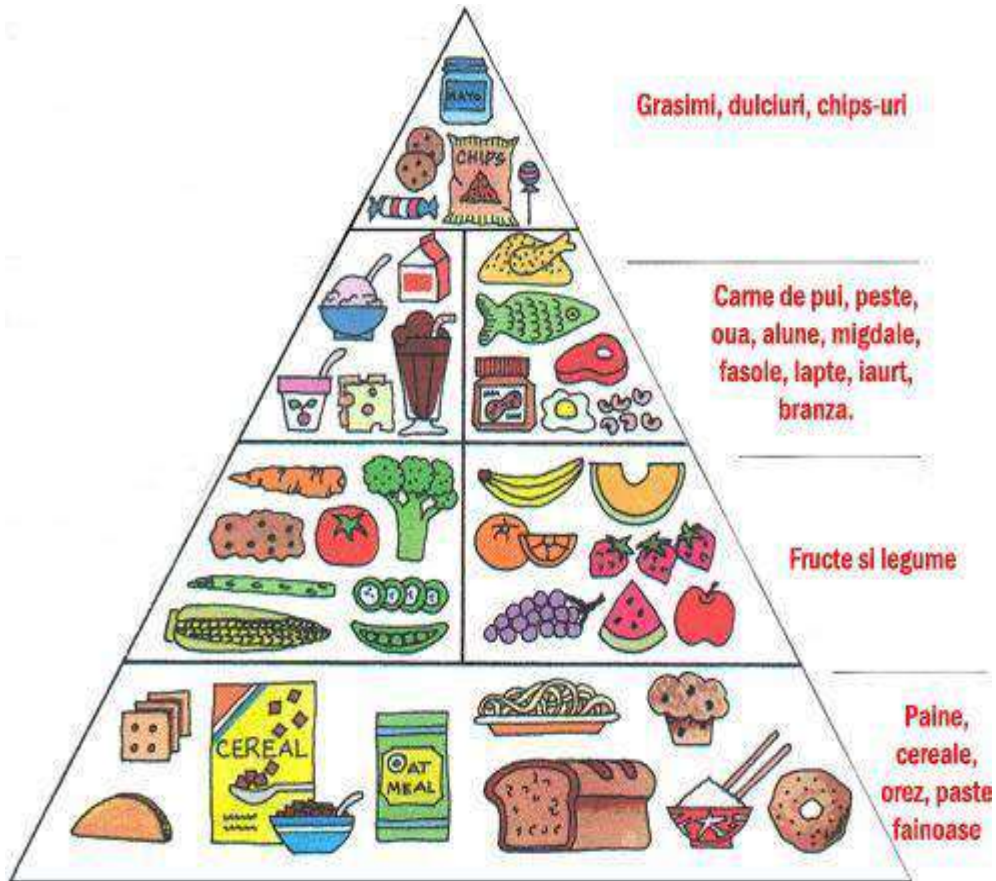 MAYO
Grasimi, dulciuri, chips-uri
CHIPS
Carne de pui, peste,
oua, alune, migdale,
fasole, lapte, iaurt,
branza.
Fructe si legume
CEREAL
OAT
MEAL
Paine,
cereale,
orez, paste
fainoase